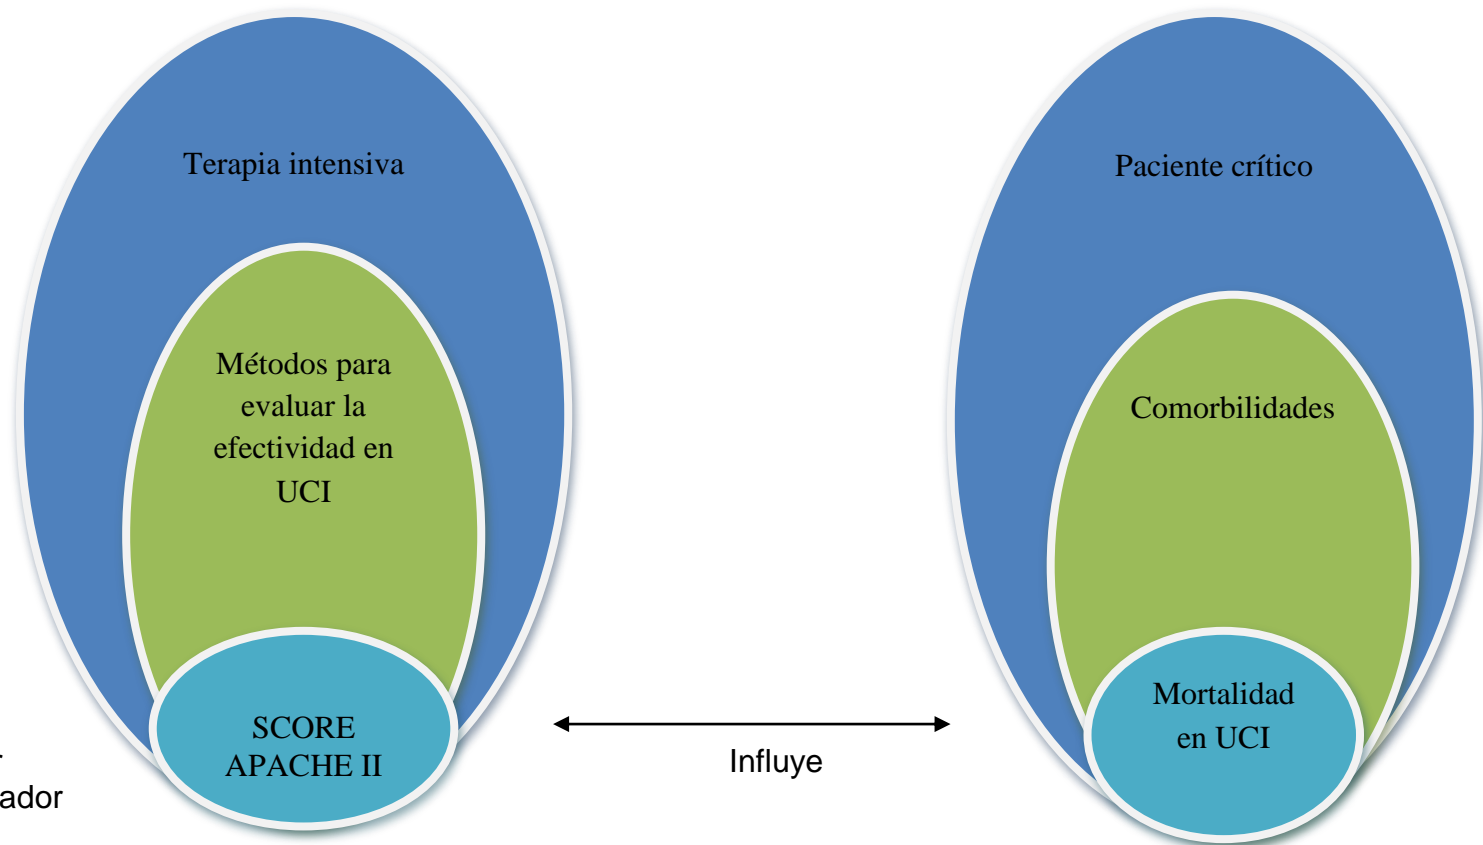 Terapia intensiva
Métodos para
evaluar la
efectividad en
UCI
SCORE
APACHE II
Influye
Paciente crítico
Comorbilidades
Mortalidad
en UCI